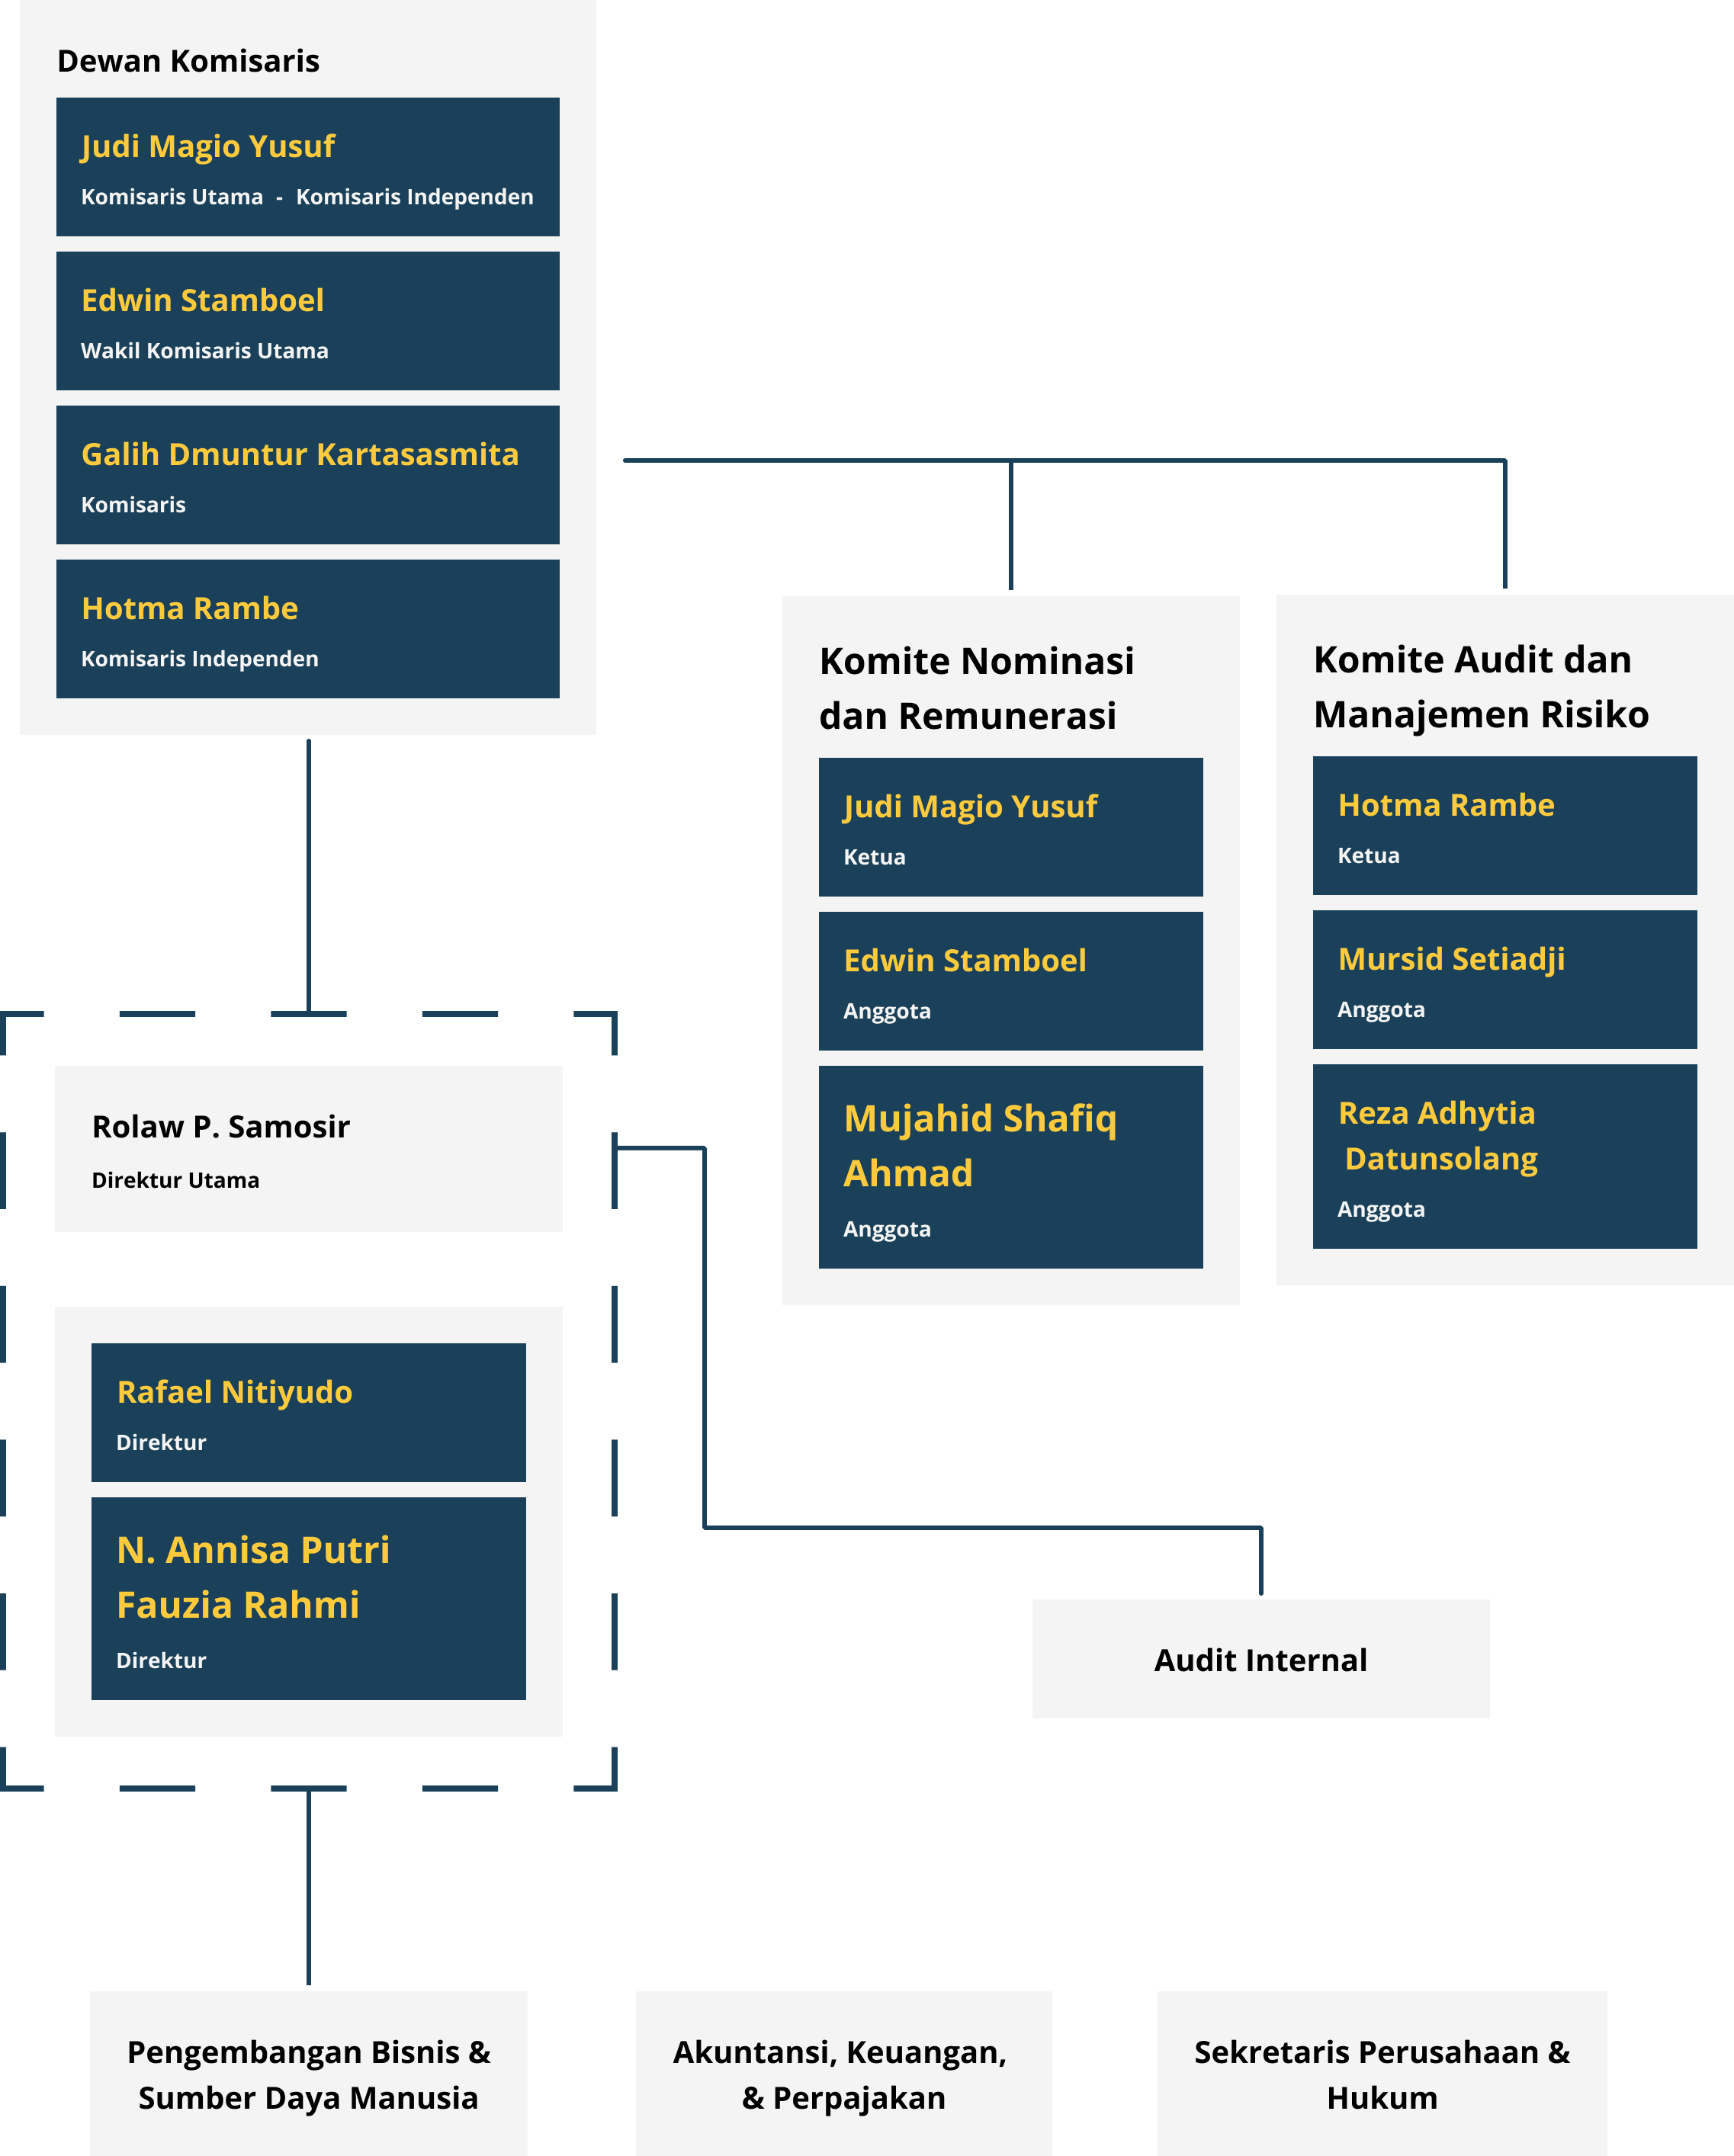 Dewan Komisaris
Judi Magio Yusuf
Komisaris Utama - Komisaris Independen
Edwin Stamboel
Wakil Komisaris Utama
Galih Dmuntur Kartasasmita
Komisaris
Hotma Rambe
Komisaris Independen
Komite Nominasi
dan Remunerasi
Judi Magio Yusuf
Ketua
Edwin Stamboel
Anggota
Mujahid Shafiq
Ahmad
Anggota
Komite Audit dan
Manajemen Risiko
Hotma Rambe
Ketua
Mursid Setiadji
Anggota
Reza Adhytia
Datunsolang
Anggota
Rolaw P. Samosir
Direktur Utama
Rafael Nitiyudo
Direktur
N. Annisa Putri
Fauzia Rahmi
Direktur
Audit Internal
Pengembangan Bisnis &
Sumber Daya Manusia
Akuntansi, Keuangan,
& Perpajakan
Sekretaris Perusahaan &
Hukum